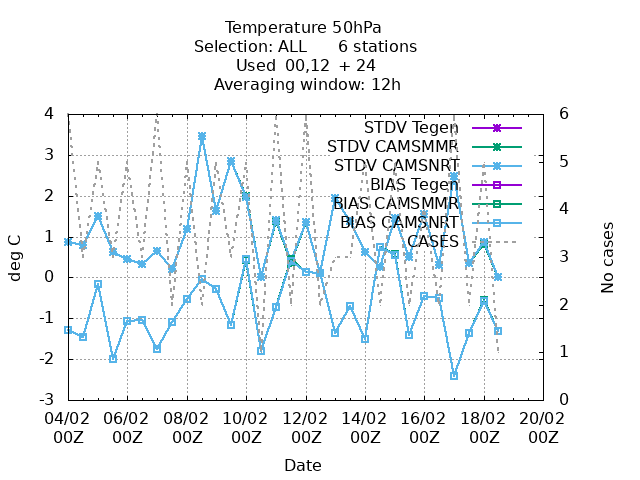 Temperature 50hPa
Selection: ALL 6 stations
Used 00,12 + 24
Averaging window: 12h
STDV Tegen
STDV CAMSMMR
STDV CAMSNRT
BIAS Tegen
BIAS CAMSMMR
BIAS CAMSNRT
CASES
4
3
2
1
0
-1
-2
-3
deg C
6
5
4
3
2
1
0
No cases
04/02 06/02 08/02 10/02 12/02 14/02 16/02 18/02 20/02
00Z 00Z 00Z 00Z 00Z 00Z 00Z 00Z 00Z
Date